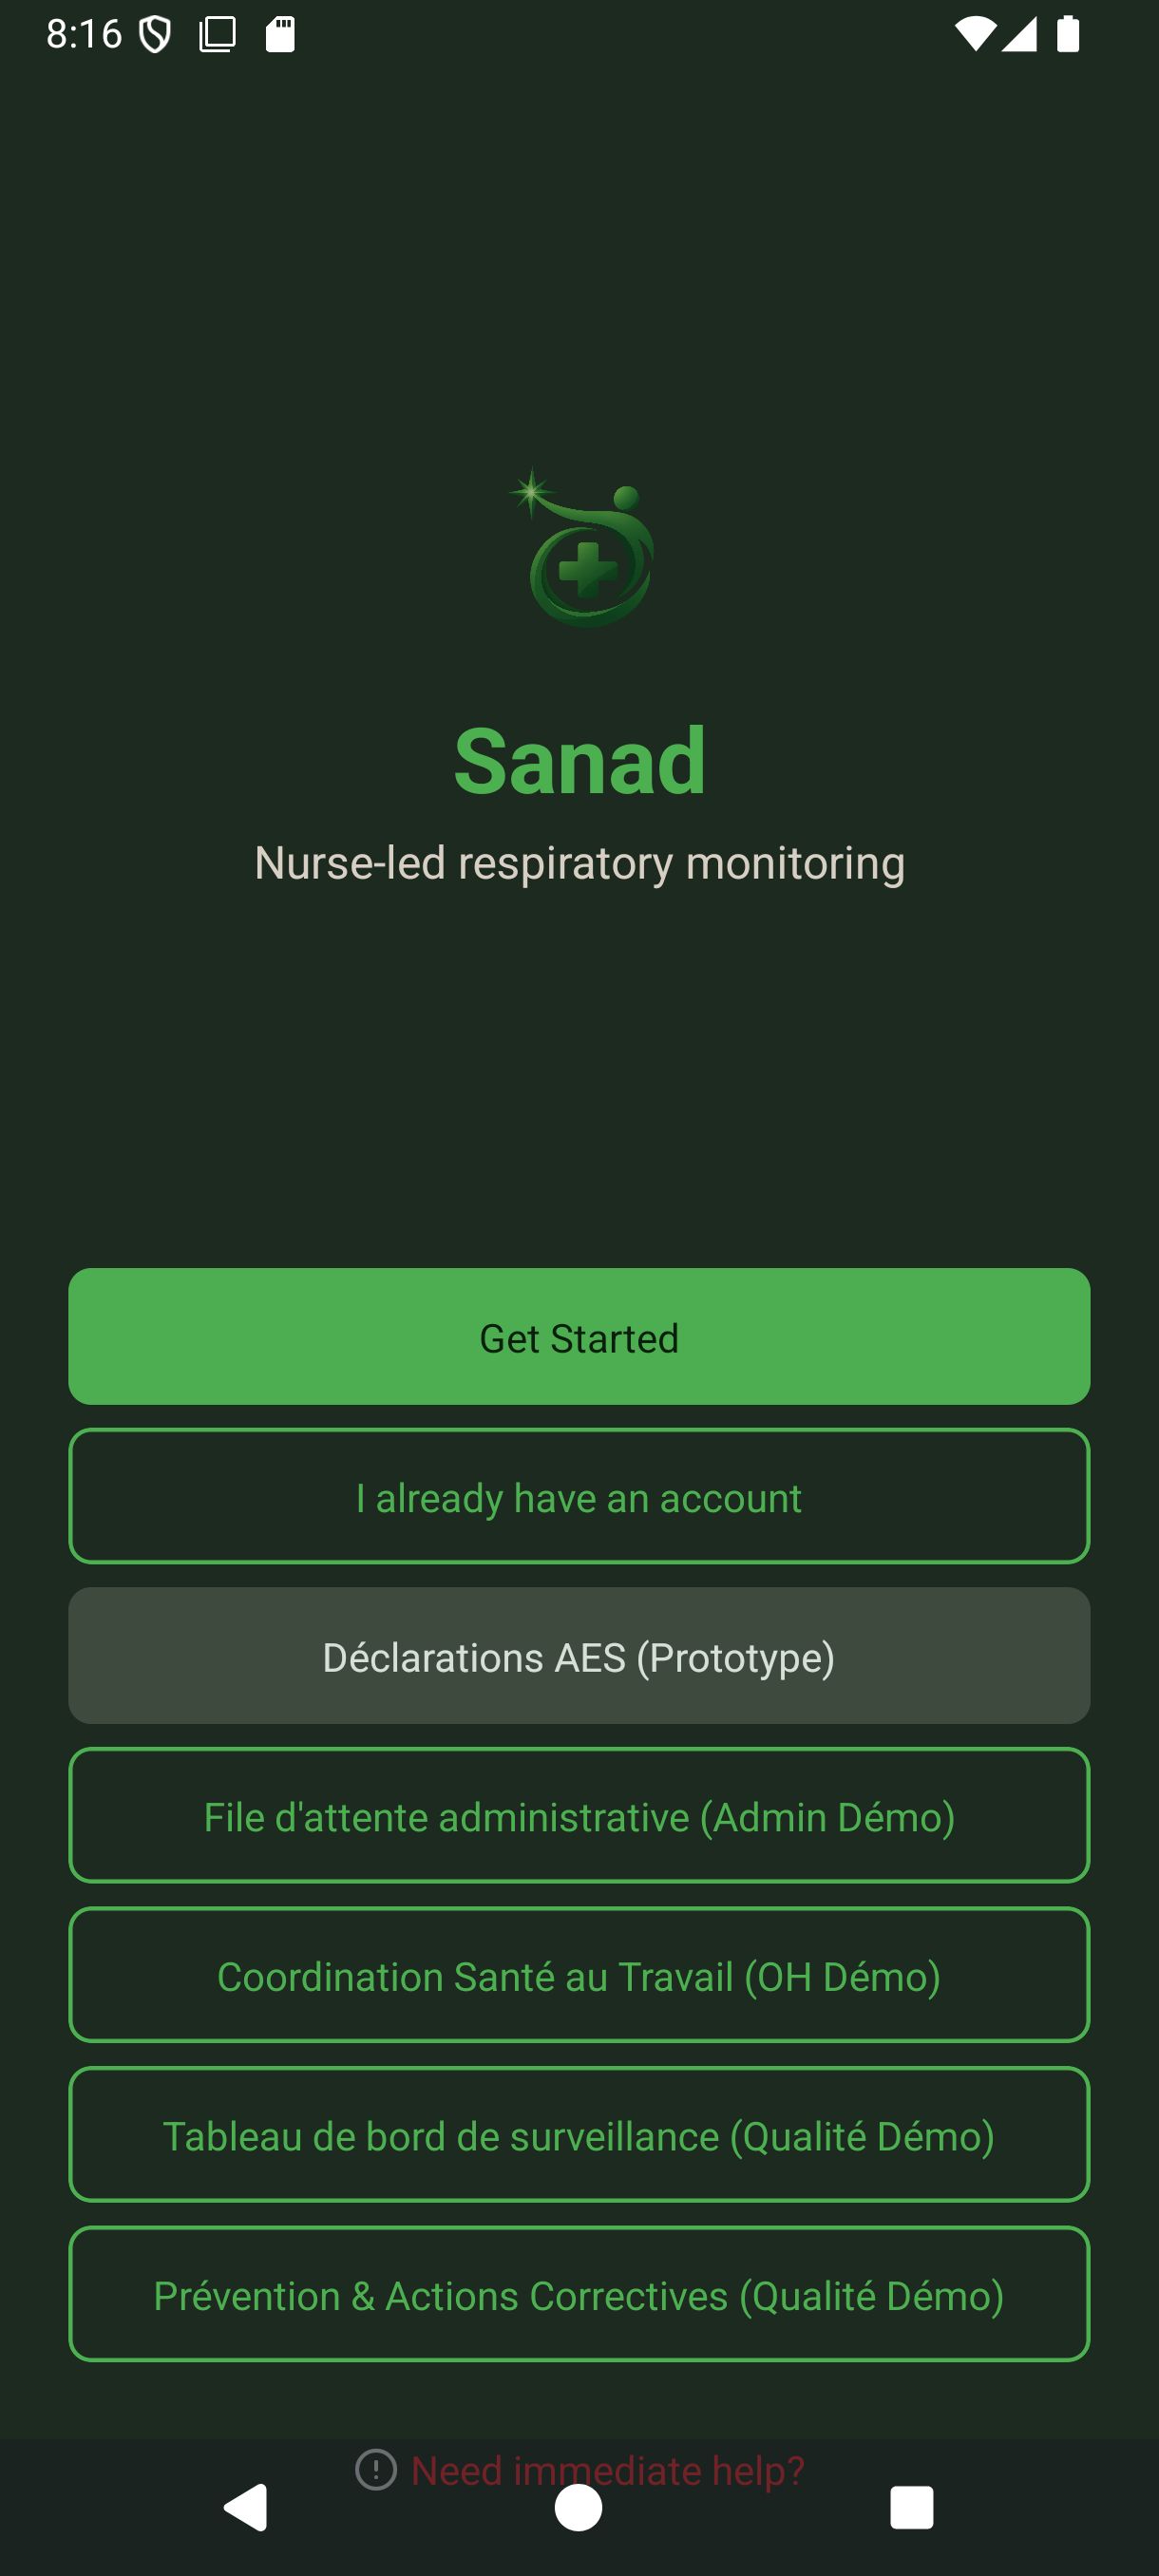 8:16
Sanad
Nurse-led respiratory monitoring
Get Started
I already have an account
Déclarations AES (Prototype)
File d'attente administrative (Admin Démo)
Coordination Santé au Travail (OH Démo)
Tableau de bord de surveillance (Qualité Démo)
Prévention & Actions Correctives (Qualité Démo)
Need immediate help?